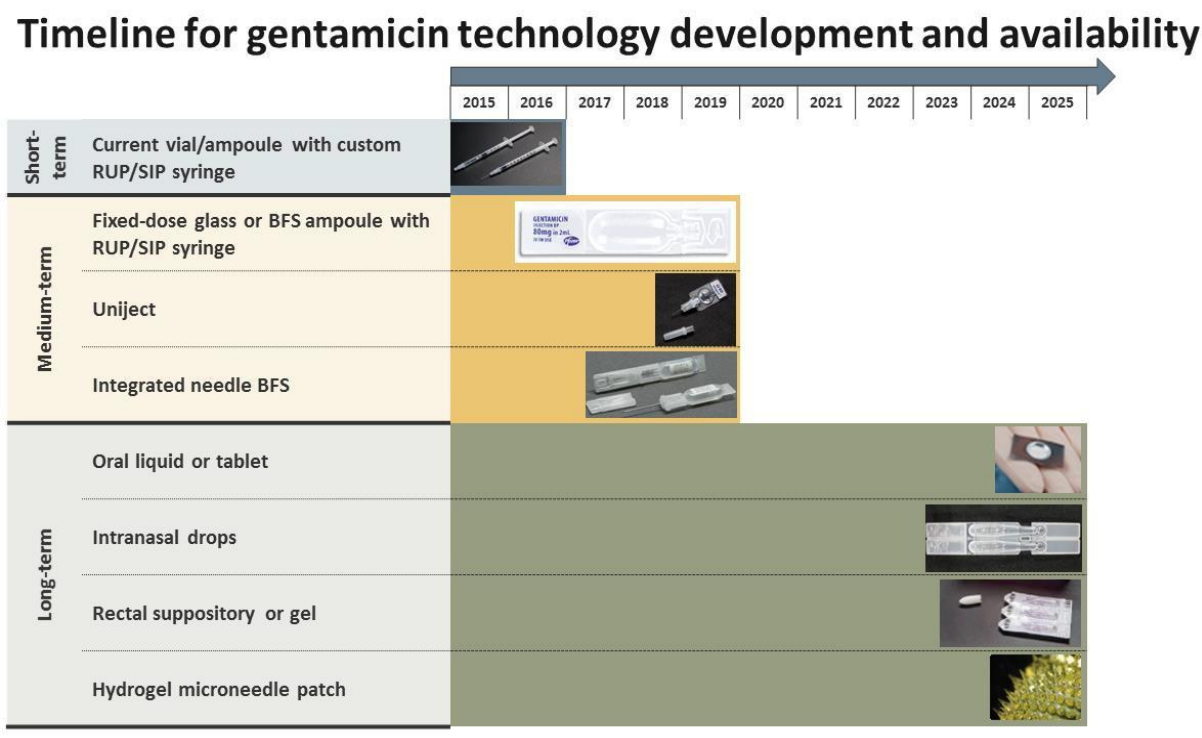 Timeline for gentamicin technology development and availability
2015 2016 2017 2018 2019 2020 2021 2022 2023 2024 2025
Short-
term
Current vial/ampoule with custom
RUP/SIP syringe
Medium-term
Fixed-dose glass or BFS ampoule with
RUP/SIP syringe
GENTAMICIN
80mg in 2mL
Pfizer
Uniject
Integrated needle BFS
Long-term
Oral liquid or tablet
Intranasal drops
Rectal suppository or gel
Hydrogel microneedle patch